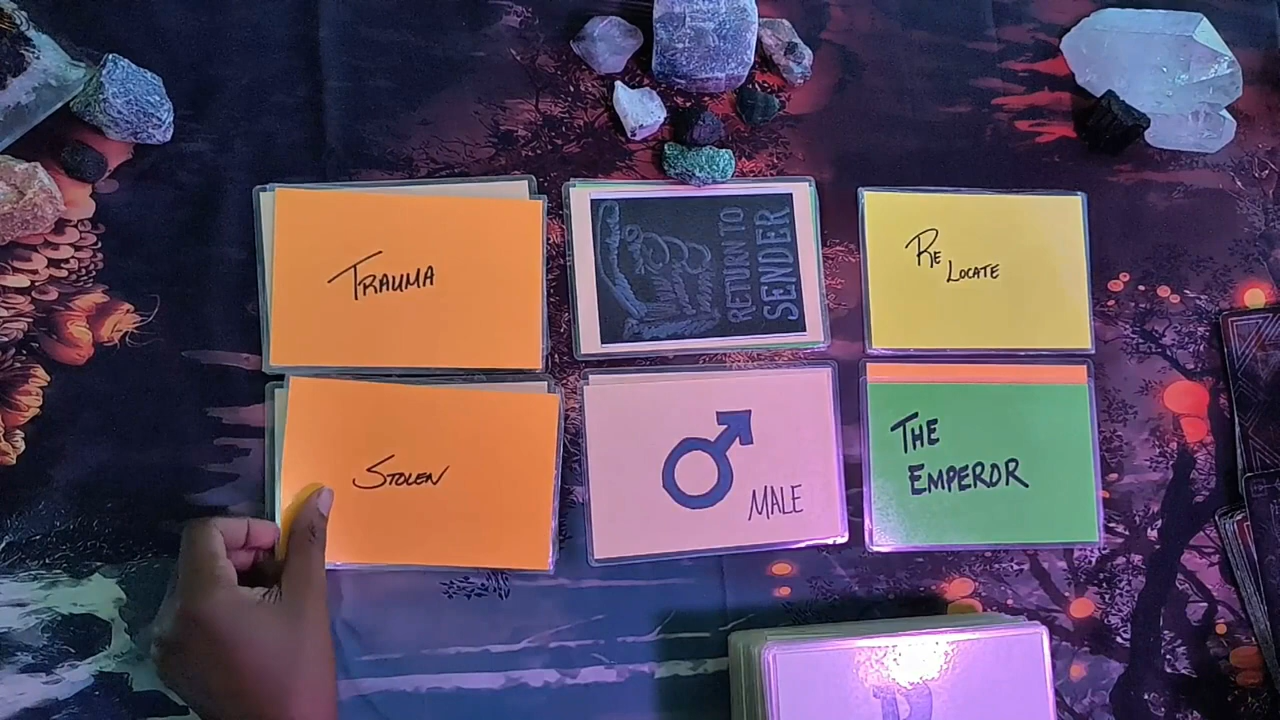 TRAUMA
RETURN TO
SENDER
RE
LOCATE
STOLEN
MALE
THE
EMPEROR